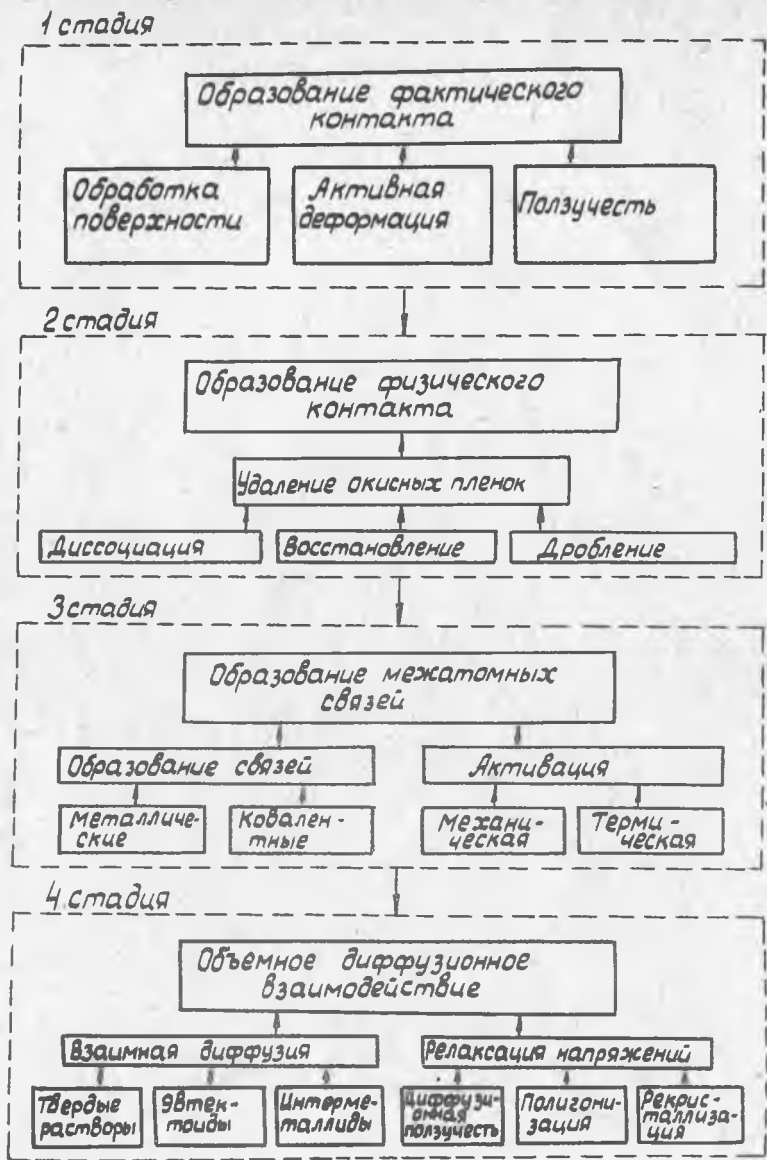 1 стадия
Образование фактического
контакта
Обработка
поверхности
Активная
деформация
Ползучесть
2 стадия
Образование физического
контакта
Удаление окисных пленок
Диссоциация
Восстановление
Дробление
3 стадия
Образование межатомных
связей
Образование связей
Активация
Металличе-
ские
Ковалент-
ные
Механи-
ческая
Терми-
ческая
4 стадия
Объемное диффузионное
взаимодействие
Взаимная диффузия
Релаксация напряжений
Твердые
растворы
Эвтек-
тоиды
Интерме-
таллиды
Диффузи-
онная
ползучесть
Полигони-
зация
Рекрис-
таллиза-
ция